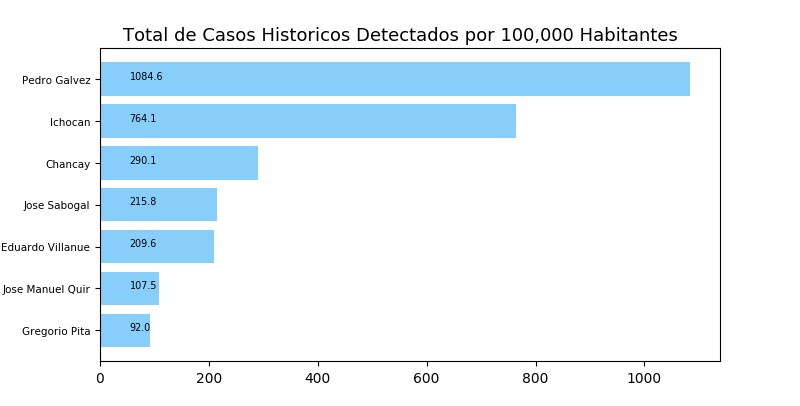 Total de Casos Historicos Detectados por 100,000 Habitantes
Pedro Galvez 1084.6
Ichocan 764.1
Chancay 290.1
Jose Sabogal 215.8
Eduardo Villanue 209.6
Jose Manuel Quir 107.5
Gregorio Pita 92.0
0 200 400 600 800 1000